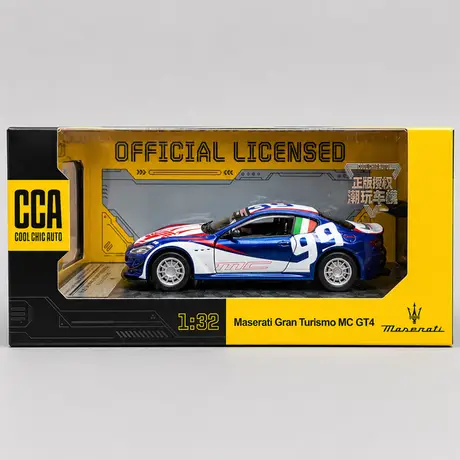 OFFICIAL LICENSED
正版授权
潮玩车模
CCA
COOL CHIC AUTO
99
MC
1:32
Maserati Gran Turismo MC GT4
Maserati